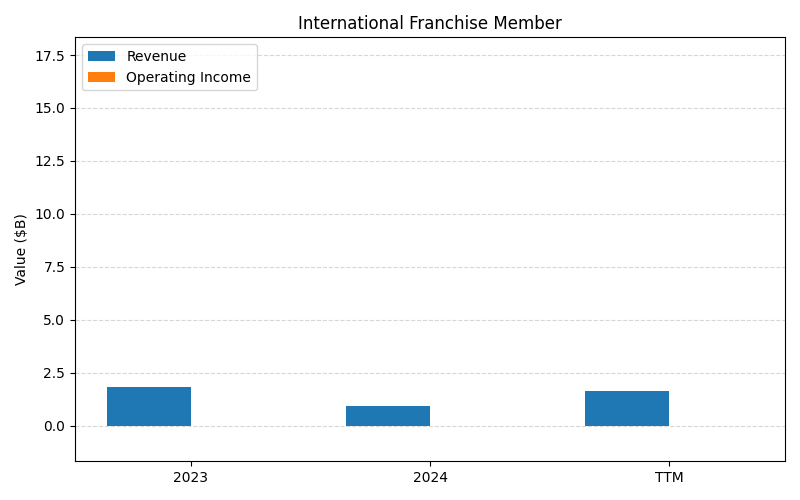 International Franchise Member
Revenue
Operating Income
Value ($B)
17.5
15.0
12.5
10.0
7.5
5.0
2.5
0.0
2023 2024 TTM